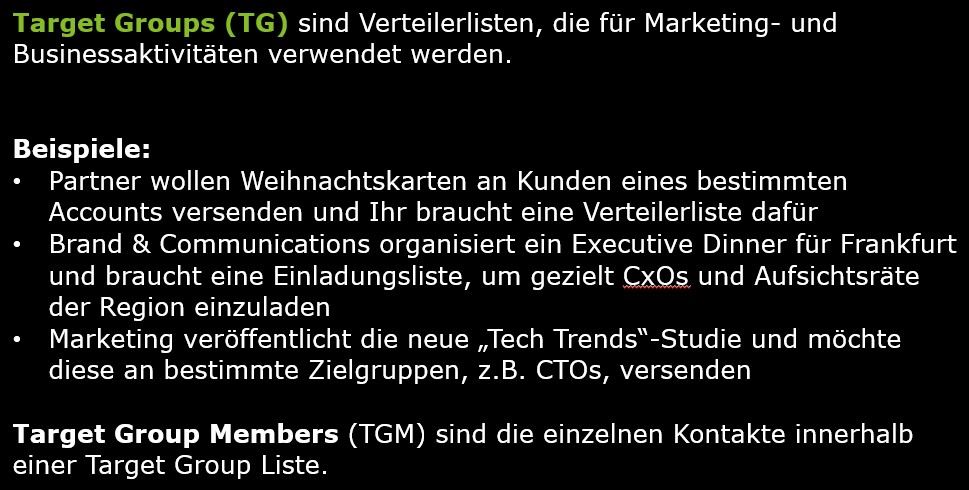 Target Groups (TG) sind Verteilerlisten, die für Marketing- und
Businessaktivitäten verwendet werden.
Beispiele:
• Partner wollen Weihnachtskarten an Kunden eines bestimmten
Accounts versenden und Ihr braucht eine Verteilerliste dafür
• Brand & Communications organisiert ein Executive Dinner für Frankfurt
und braucht eine Einladungsliste, um gezielt CxOs und Aufsichtsräte
der Region einzuladen
• Marketing veröffentlicht die neue „Tech Trends“-Studie und möchte
diese an bestimmte Zielgruppen, z.B. CTOs, versenden
Target Group Members (TGM) sind die einzelnen Kontakte innerhalb
einer Target Group Liste.